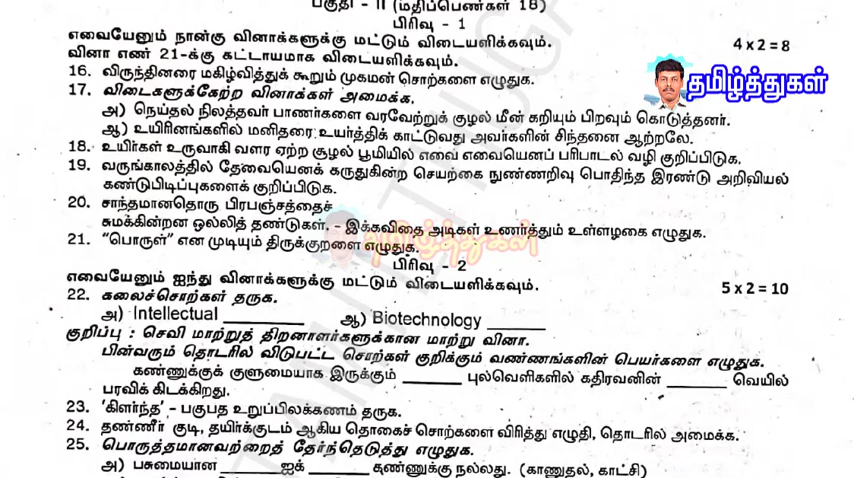 பகுதி - II (மதிப்பெண்கள் 18)
பிரிவு - 1
எவையேனும் நான்கு வினாக்களுக்கு மட்டும் விடையளிக்கவும். 4 x 2 = 8
வினா எண் 21-க்கு கட்டாயமாக விடையளிக்கவும்.
16. விருந்தினரை மகிழ்வித்துக் கூறும் முகமன் சொற்களை எழுதுக.
தமிழ்த்துகள்
17. விடைகளுக்கேற்ற வினாக்கள் அமைக்க.
அ) நெய்தல் நிலத்தவர் பாணர்களை வரவேற்றுக் குழல் மீன் கறியும் பிறவும் கொடுத்தனர்.
ஆ) உயிரினங்களில் மனிதரை உயர்த்திக் காட்டுவது அவர்களின் சிந்தனை ஆற்றலே.
18. உயிர்கள் உருவாகி வளர ஏற்ற சூழல் பூமியில் எவை எவையெனப் பரிபாடல் வழி குறிப்பிடுக.
19. வருங்காலத்தில் தேவையெனக் கருதுகின்ற செயற்கை நுண்ணறிவு பொதிந்த இரண்டு அறிவியல்
கண்டுபிடிப்புகளைக் குறிப்பிடுக.
20. சாந்தமானதொரு பிரபஞ்சத்தைச்
சுமக்கின்றன ஒல்லித் தண்டுகள். - இக்கவிதை அடிகள் உணர்த்தும் உள்ளழகை எழுதுக.
தமிழ்த்துகள்
21. “பொருள்” என முடியும் திருக்குறளை எழுதுக.
பிரிவு - 2
எவையேனும் ஐந்து வினாக்களுக்கு மட்டும் விடையளிக்கவும். 5 x 2 = 10
22. கலைச்சொற்கள் தருக.
அ) Intellectual ________ ஆ) Biotechnology ______
குறிப்பு : செவி மாற்றுத் திறனாளர்களுக்கான மாற்று வினா.
பின்வரும் தொடரில் விடுபட்ட சொற்கள் குறிக்கும் வண்ணங்களின் பெயர்களை எழுதுக.
கண்ணுக்குக் குளுமையாக இருக்கும் ______ புல்வெளிகளில் கதிரவனின் ______ வெயில்
பரவிக் கிடக்கிறது.
23. ‘கிளர்ந்த’ - பகுபத உறுப்பிலக்கணம் தருக.
24. தண்ணீர் குடி, தயிர்க்குடம் ஆகிய தொகைச் சொற்களை விரித்து எழுதி, தொடரில் அமைக்க.
25. பொருத்தமானவற்றைத் தேர்ந்தெடுத்து எழுதுக.
அ) பசுமையான ______ஐக் ______ கண்ணுக்கு நல்லது. (காணுதல், காட்சி)